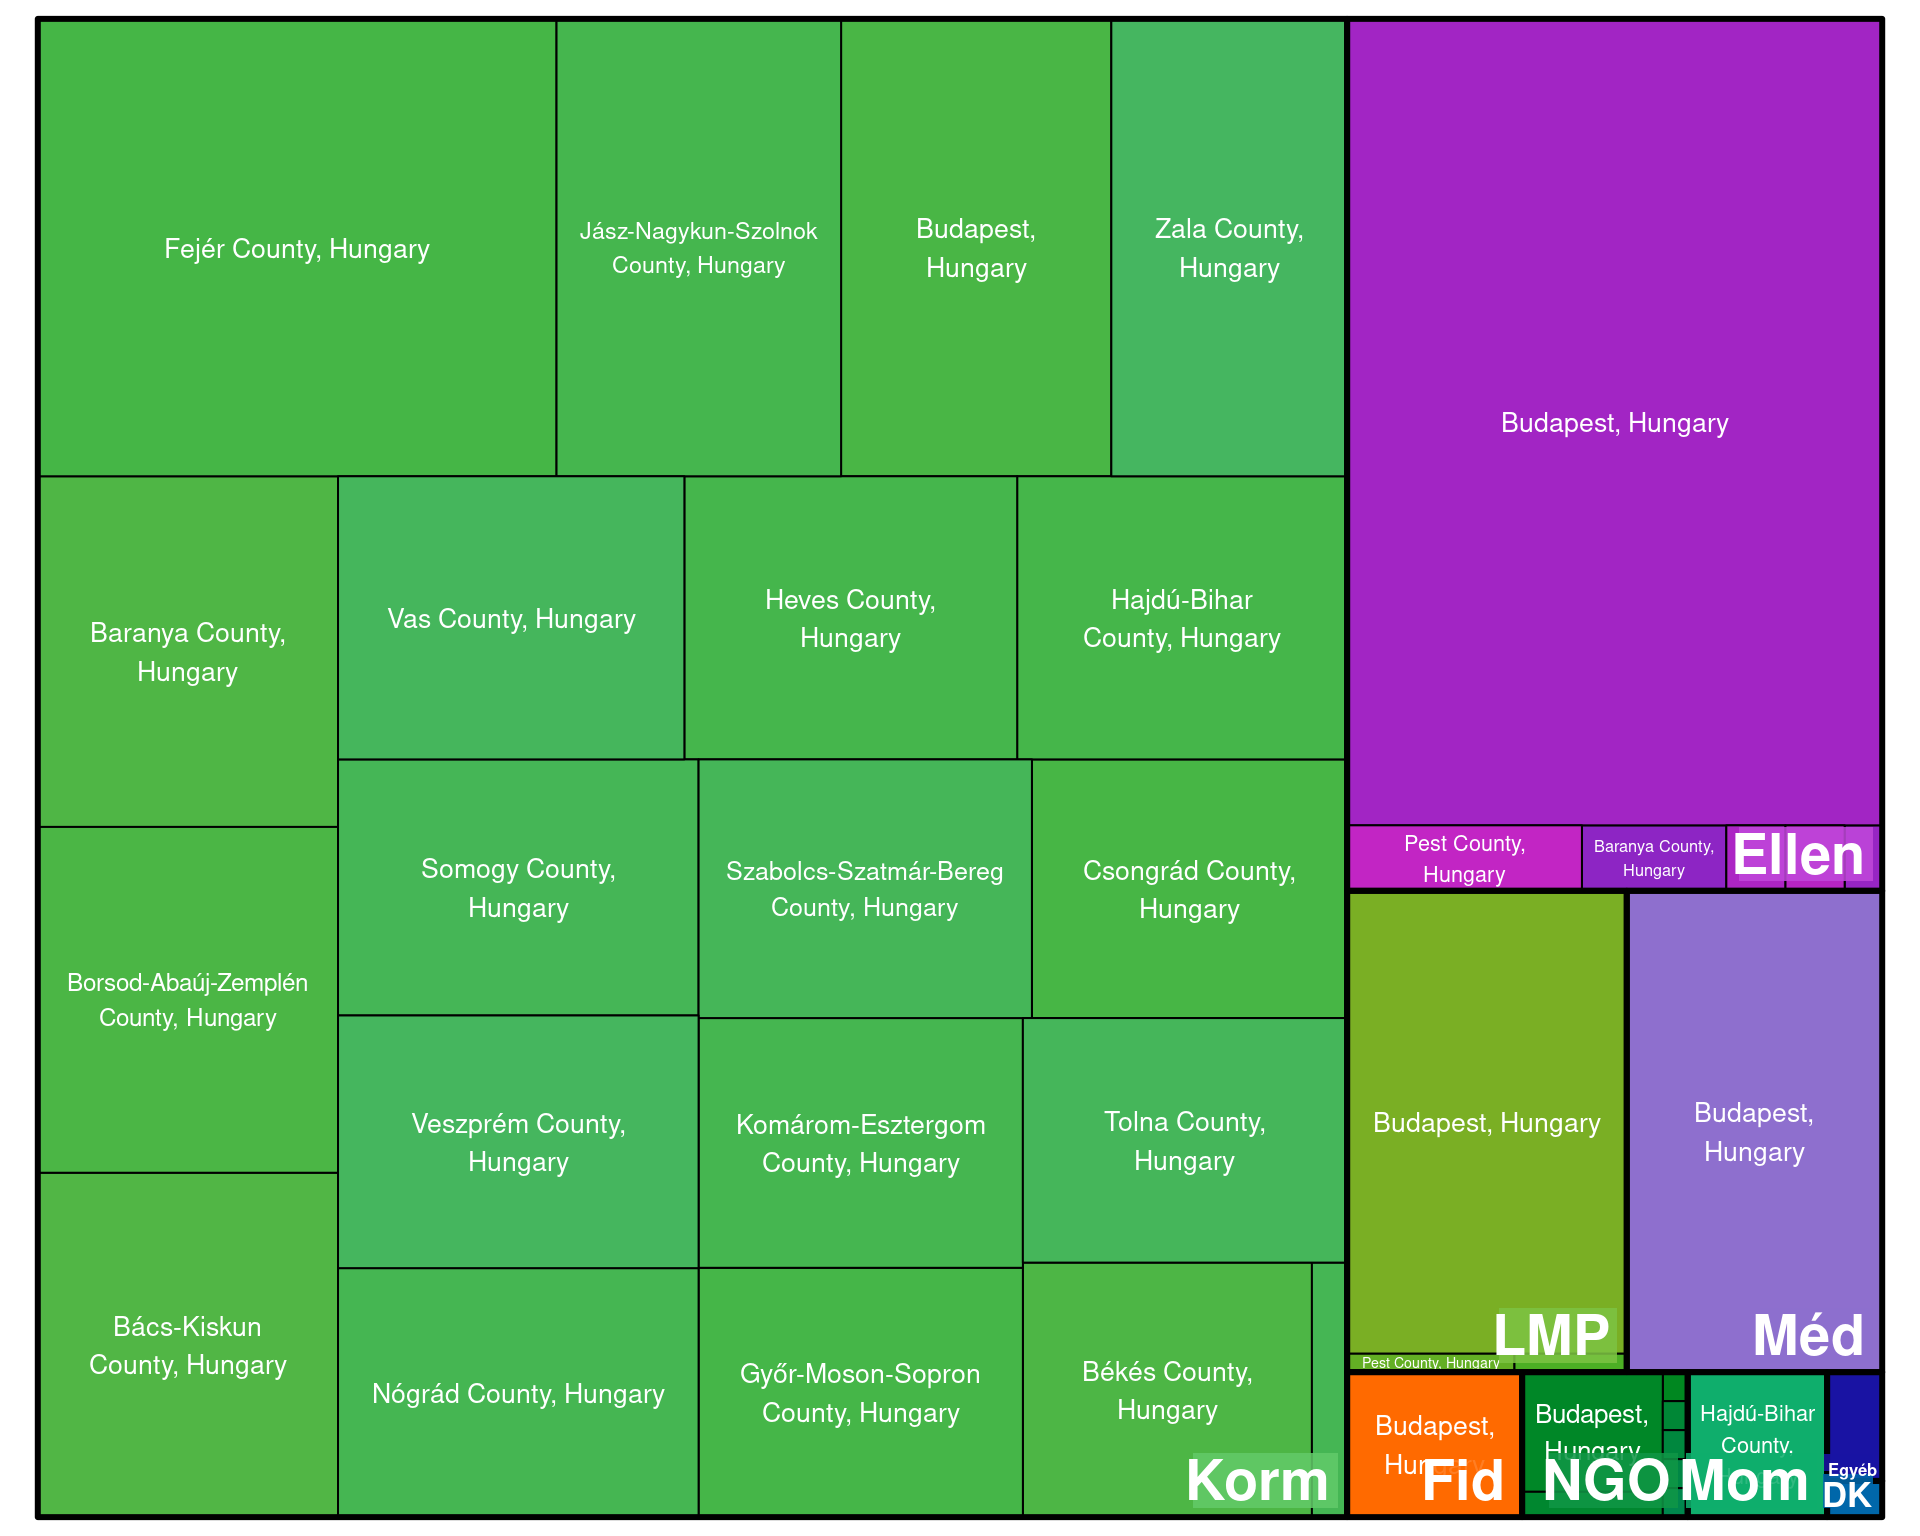 Fejér County, Hungary
Jász-Nagykun-Szolnok
County, Hungary
Budapest,
Hungary
Zala County,
Hungary
Baranya County,
Hungary
Vas County, Hungary
Heves County,
Hungary
Hajdú-Bihar
County, Hungary
Borsod-Abaúj-Zemplén
County, Hungary
Somogy County,
Hungary
Szabolcs-Szatmár-Bereg
County, Hungary
Csongrád County,
Hungary
Bács-Kiskun
County, Hungary
Veszprém County,
Hungary
Komárom-Esztergom
County, Hungary
Tolna County,
Hungary
Nógrád County, Hungary
Győr-Moson-Sopron
County, Hungary
Békés County,
Hungary
Korm
Budapest, Hungary
Pest County,
Hungary
Baranya County,
Hungary
Ellen
Budapest, Hungary
Pest County, Hungary
LMP
Budapest,
Hungary
Méd
Budapest,
Hungary
Fid
Budapest,
Hungary
NGO
Hajdú-Bihar
County,
Mom
Egyéb
DK